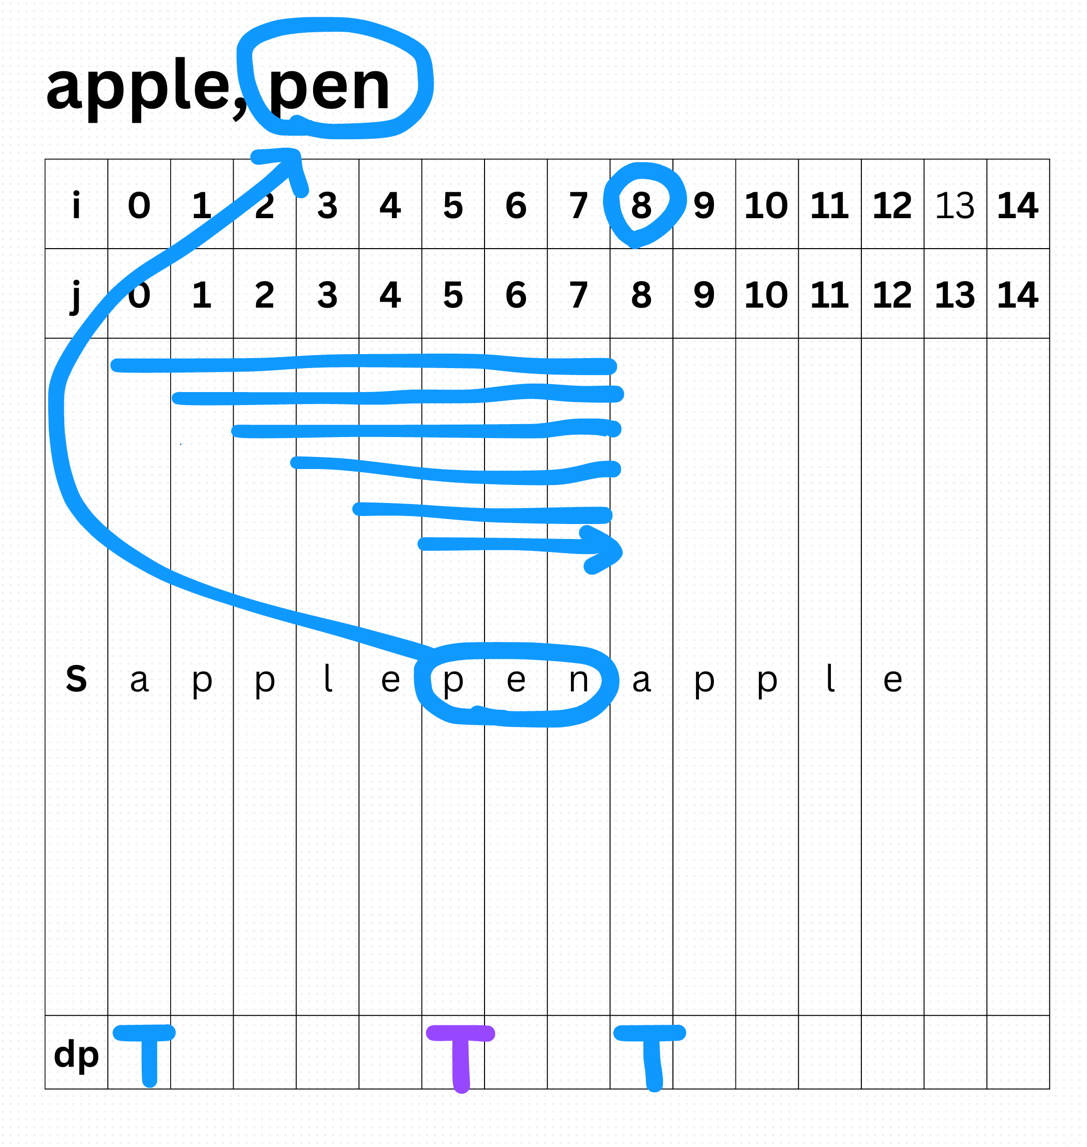 apple, pen
i 0 1 2 3 4 5 6 7 8 9 10 11 12 13 14
j 0 1 2 3 4 5 6 7 8 9 10 11 12 13 14
S a p p l e p e n a p p l e
dp T T T